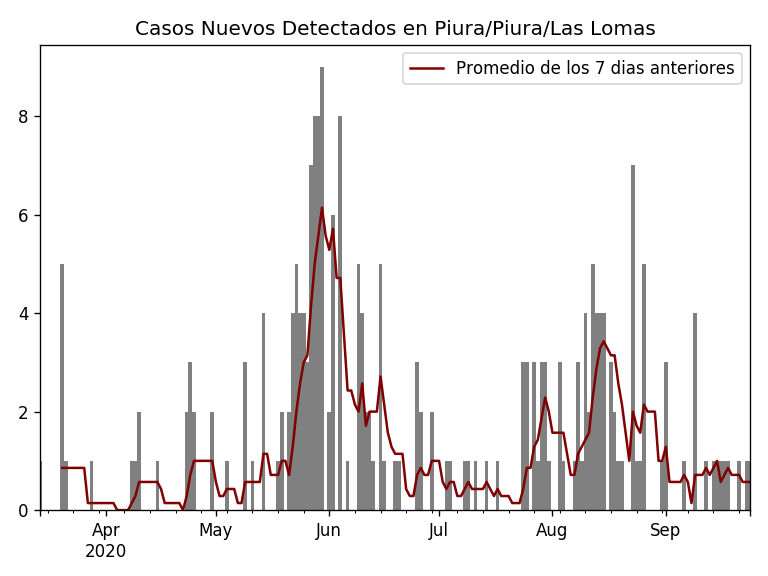 Casos Nuevos Detectados en Piura/Piura/Las Lomas
Promedio de los 7 dias anteriores
8
6
4
2
0
Apr May Jun Jul Aug Sep
2020